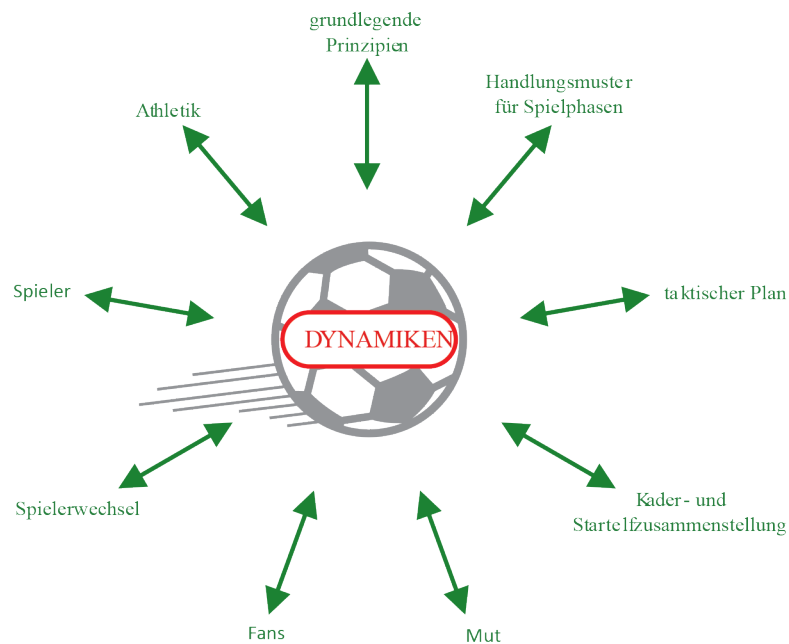 grundlegende
Prinzipien
Handlungsmuster
für Spielphasen
Athletik
Spieler
taktischer Plan
DYNAMIKEN
Spielerwechsel
Kader- und
Startelfzusammenstellung
Fans
Mut